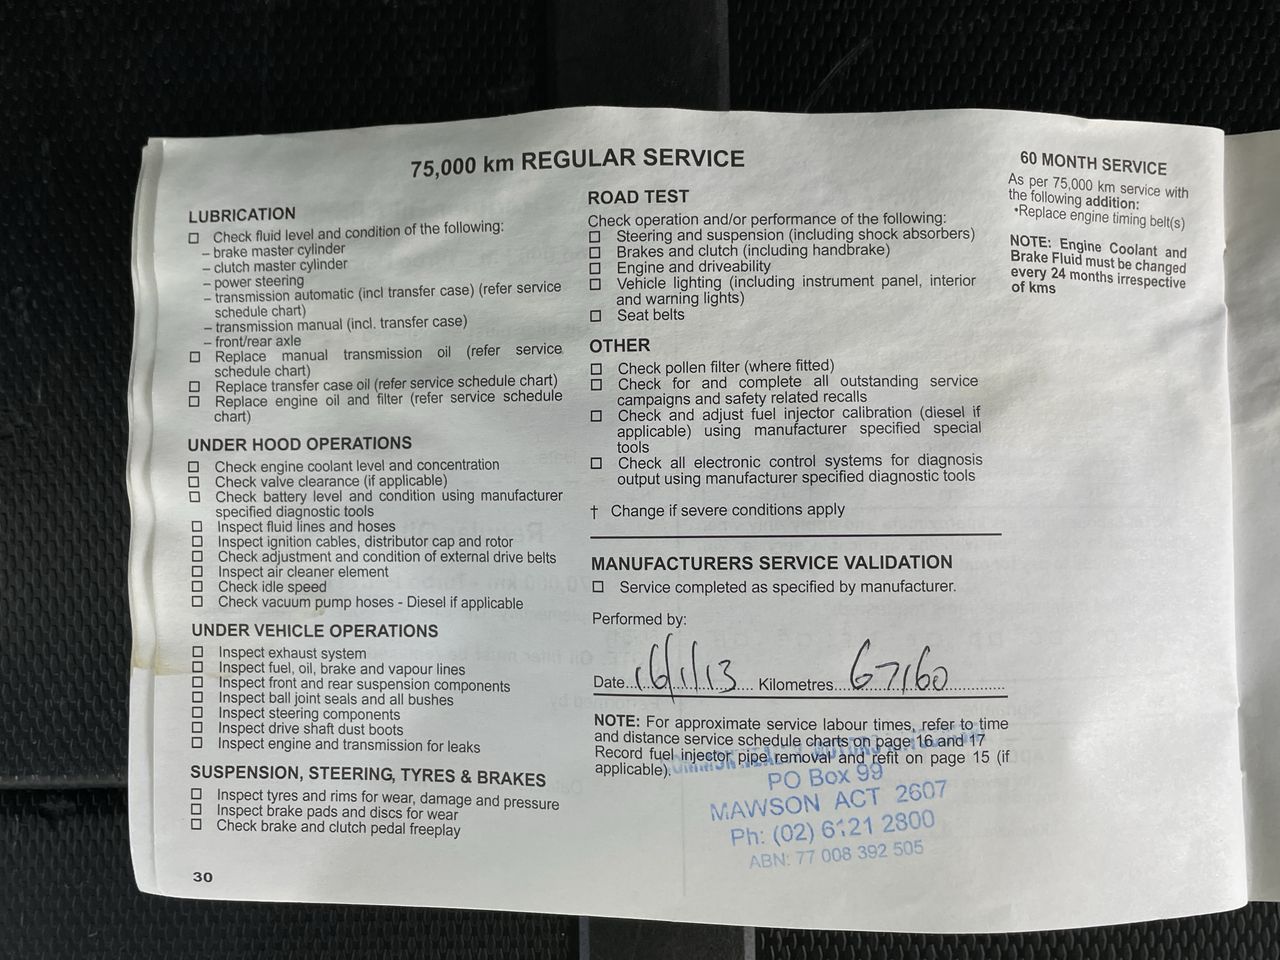 75,000 km REGULAR SERVICE
LUBRICATION
☐ Check fluid level and condition of the following:
– brake master cylinder
– clutch master cylinder
– power steering
– transmission automatic (incl transfer case) (refer service
schedule chart)
– transmission manual (incl. transfer case)
– front/rear axle
☐ Replace manual transmission oil (refer service
schedule chart)
☐ Replace transfer case oil (refer service schedule chart)
☐ Replace engine oil and filter (refer service schedule
chart)
UNDER HOOD OPERATIONS
☐ Check engine coolant level and concentration
☐ Check valve clearance (if applicable)
☐ Check battery level and condition using manufacturer
specified diagnostic tools
☐ Inspect fluid lines and hoses
☐ Inspect ignition cables, distributor cap and rotor
☐ Check adjustment and condition of external drive belts
☐ Inspect air cleaner element
☐ Check idle speed
☐ Check vacuum pump hoses - Diesel if applicable
UNDER VEHICLE OPERATIONS
☐ Inspect exhaust system
☐ Inspect fuel, oil, brake and vapour lines
☐ Inspect front and rear suspension components
☐ Inspect ball joint seals and all bushes
☐ Inspect steering components
☐ Inspect drive shaft dust boots
☐ Inspect engine and transmission for leaks
SUSPENSION, STEERING, TYRES & BRAKES
☐ Inspect tyres and rims for wear, damage and pressure
☐ Inspect brake pads and discs for wear
☐ Check brake and clutch pedal freeplay
30
ROAD TEST
Check operation and/or performance of the following:
☐ Steering and suspension (including shock absorbers)
☐ Brakes and clutch (including handbrake)
☐ Engine and driveability
☐ Vehicle lighting (including instrument panel, interior
and warning lights)
☐ Seat belts
OTHER
☐ Check pollen filter (where fitted)
☐ Check for and complete all outstanding service
campaigns and safety related recalls
☐ Check and adjust fuel injector calibration (diesel if
applicable) using manufacturer specified special
tools
☐ Check all electronic control systems for diagnosis
output using manufacturer specified diagnostic tools
† Change if severe conditions apply
MANUFACTURERS SERVICE VALIDATION
☐ Service completed as specified by manufacturer.
Performed by:
Date...16/1/13 Kilometres...67160
NOTE: For approximate service labour times, refer to time
and distance service schedule charts on page 16 and 17
Record fuel injector pipe removal and refit on page 15 (if
applicable).
COMMONWEALTH MOTORS
PO Box 99
MAWSON ACT 2607
Ph: (02) 6121 2800
ABN: 77 008 392 505
60 MONTH SERVICE
As per 75,000 km service with
the following addition:
•Replace engine timing belt(s)
NOTE: Engine Coolant and
Brake Fluid must be changed
every 24 months irrespective
of kms